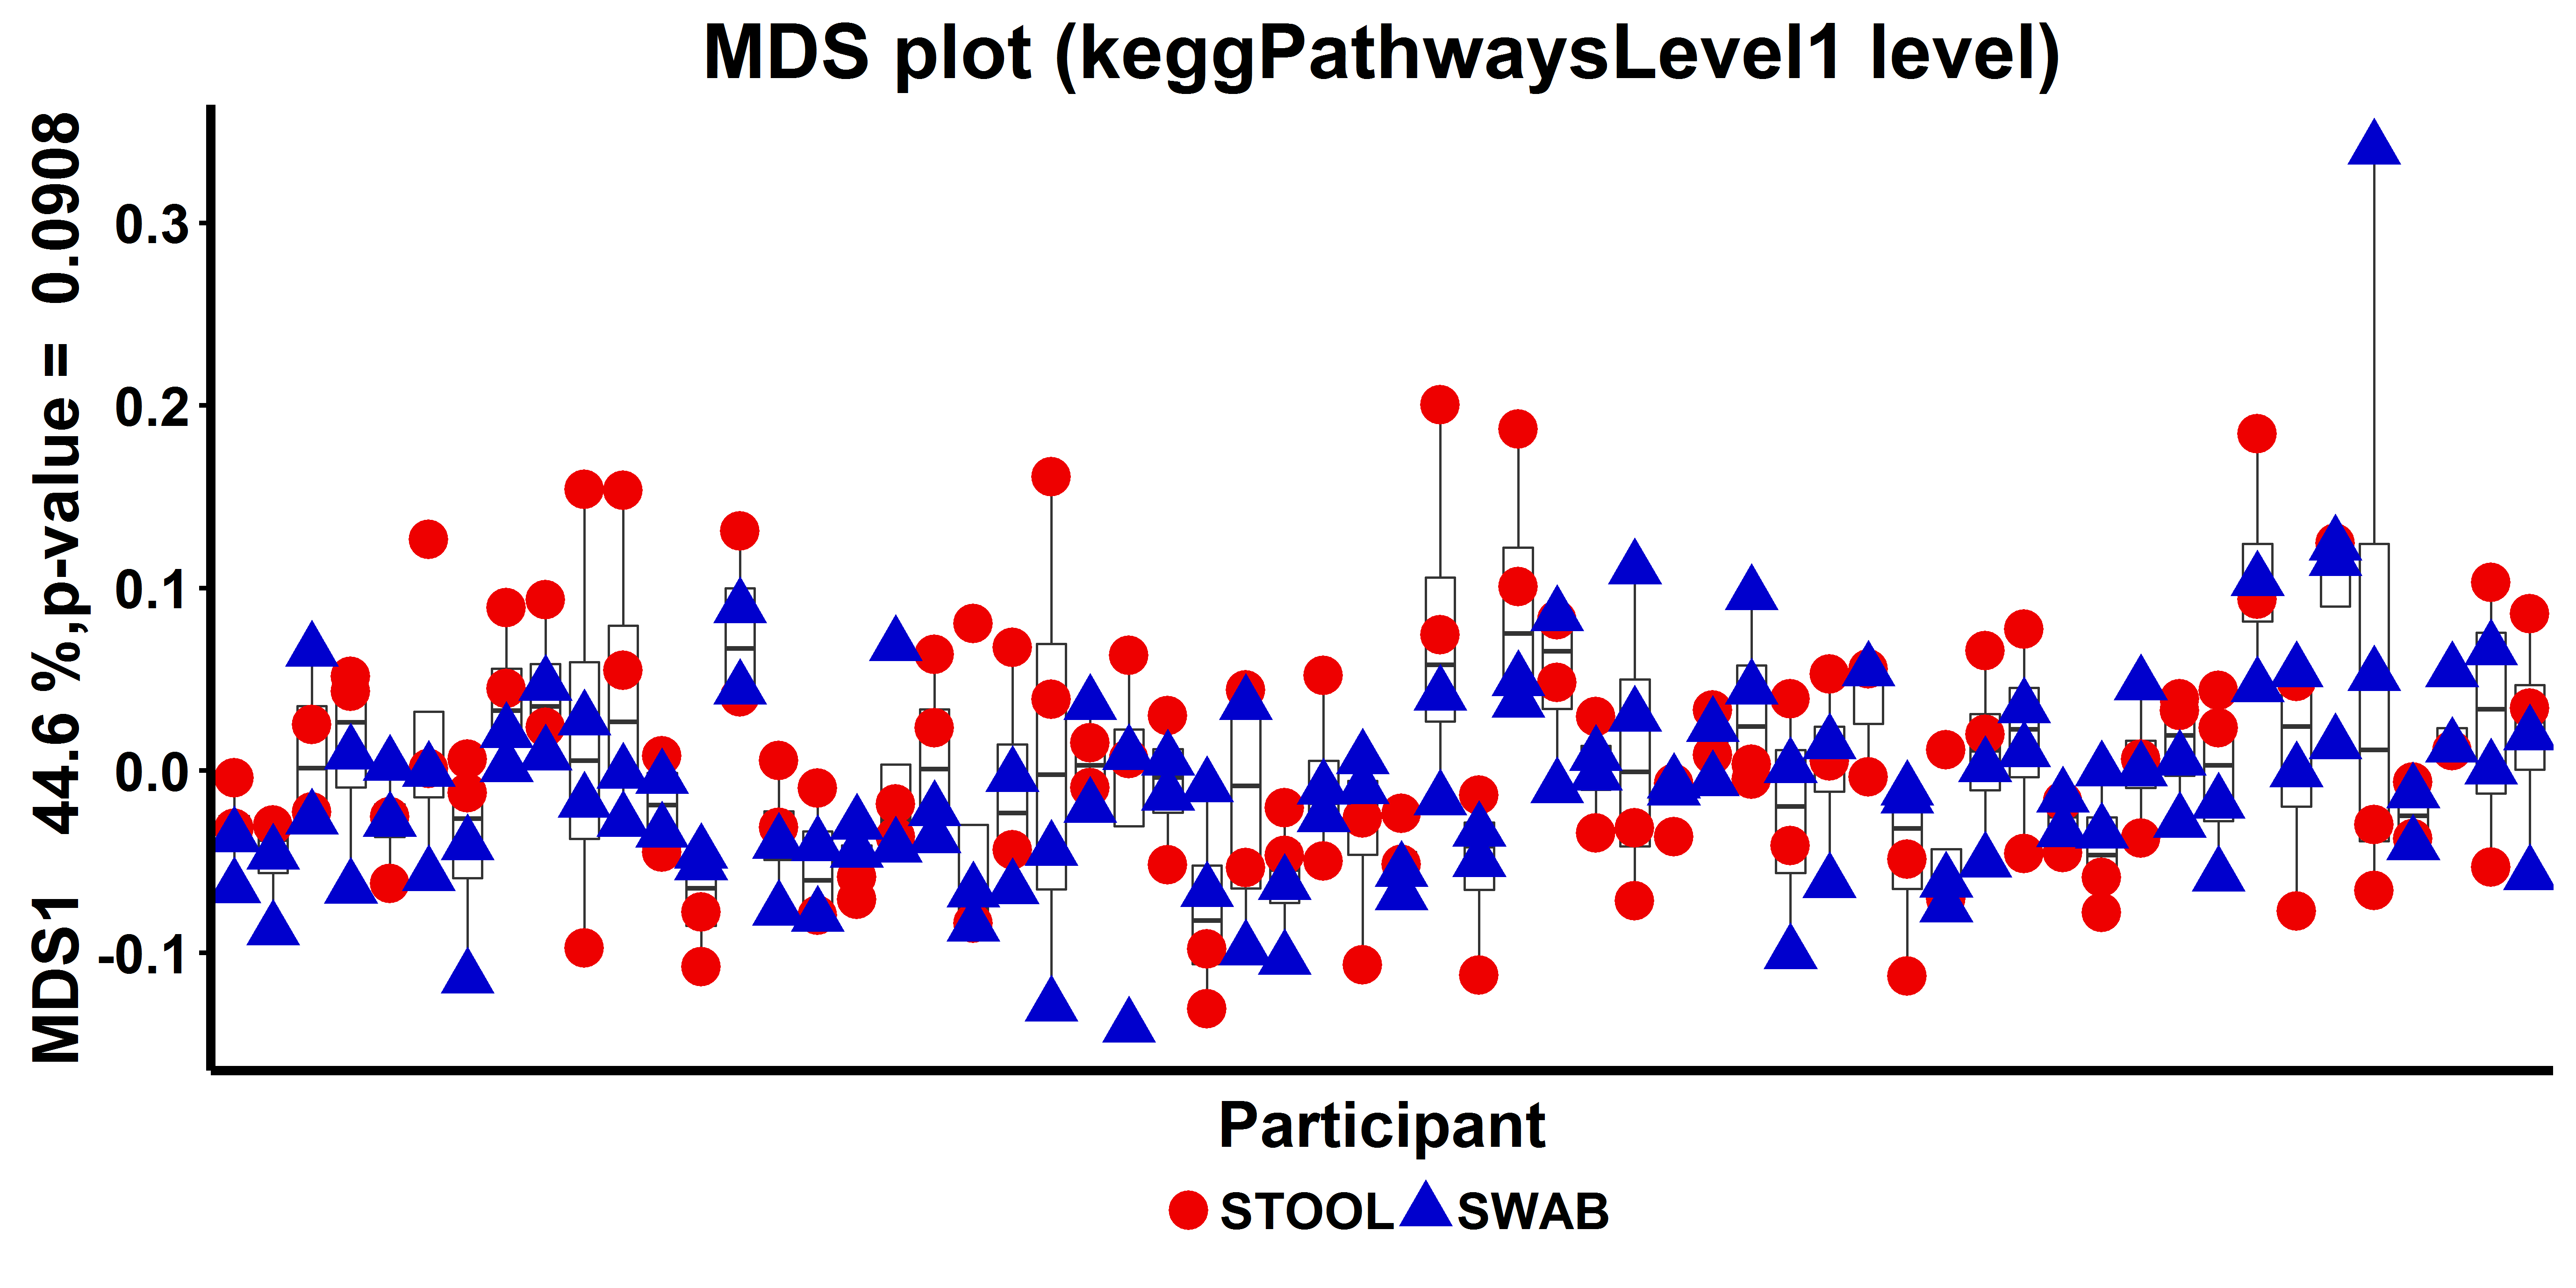 MDS plot (keggPathwaysLevel1 level)
MDS1 44.6 %,p-value = 0.0908
0.3
0.2
0.1
0.0
-0.1
Participant
STOOL SWAB